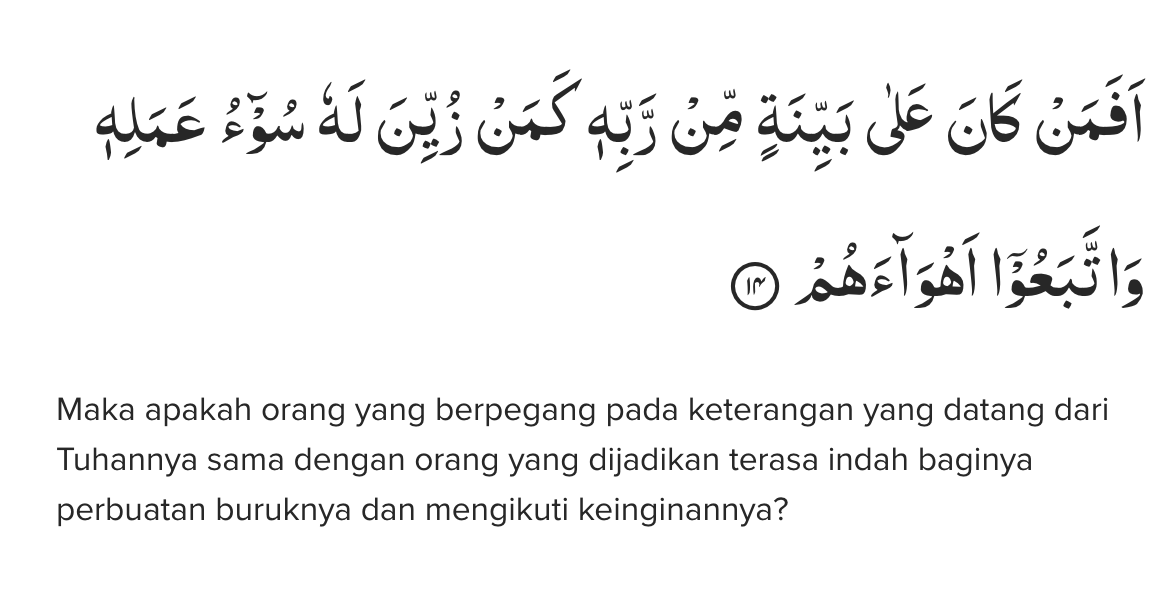 اَفَمَنْ كَانَ عَلٰى بَيِّنَةٍ مِّنْ رَّبِّهٖ كَمَنْ زُيِّنَ لَهٗ سُوْۤءُ عَمَلِهٖ
وَاتَّبَعُوْٓا اَهْوَاۤءَهُمْ ۝١٤
Maka apakah orang yang berpegang pada keterangan yang datang dari
Tuhannya sama dengan orang yang dijadikan terasa indah baginya
perbuatan buruknya dan mengikuti keinginannya?